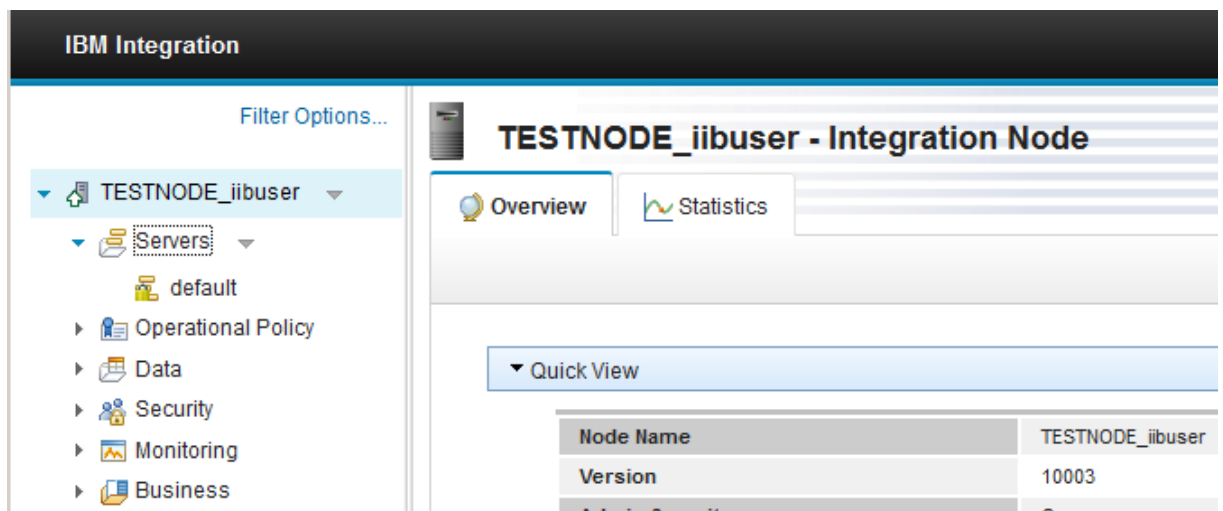 IBM Integration
Filter Options...
TESTNODE_iibuser
Servers
default
Operational Policy
Data
Security
Monitoring
Business
TESTNODE_iibuser - Integration Node
Overview
Statistics
Quick View
Node Name TESTNODE_iibuser
Version 10003